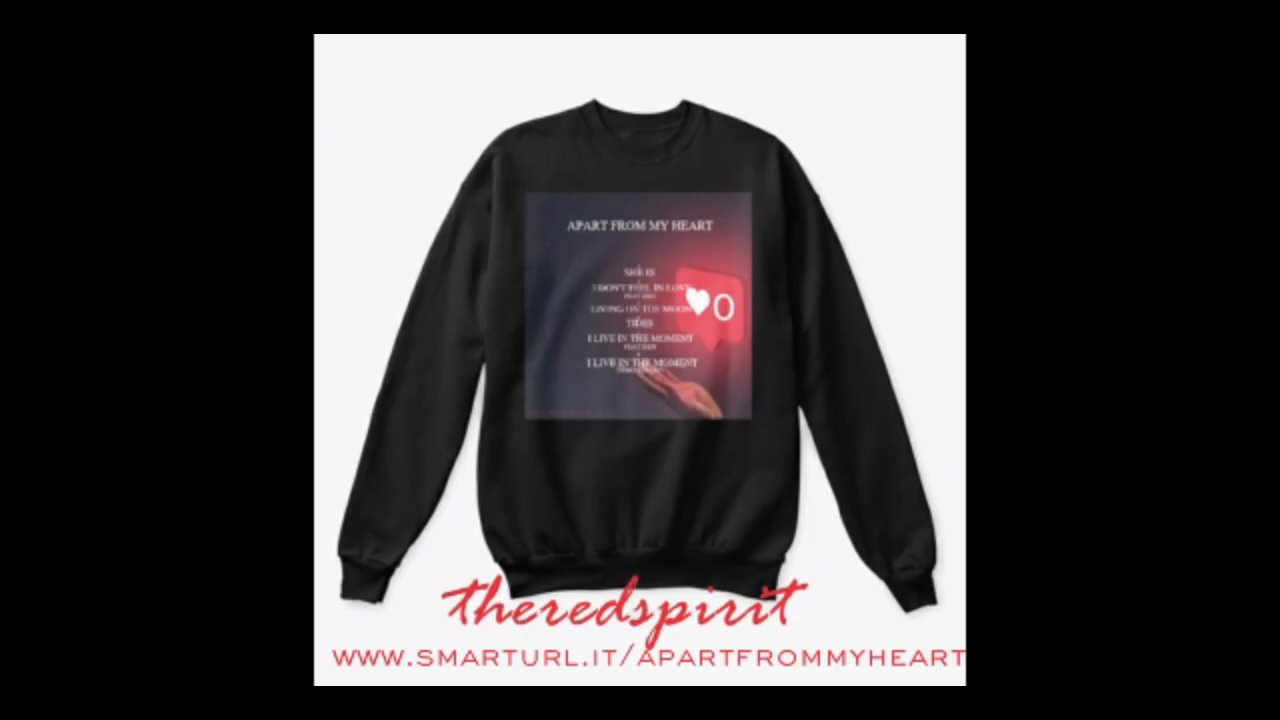 APART FROM MY HEART
SHE IS
I DON'T FEEL IN LOVE
LIVING ON THE MOON
TIDES
I LIVE IN THE MOMENT
I LIVE IN THE MOMENT
0
theredspirit
WWW.SMARTURL.IT/APARTFROMMYHEART